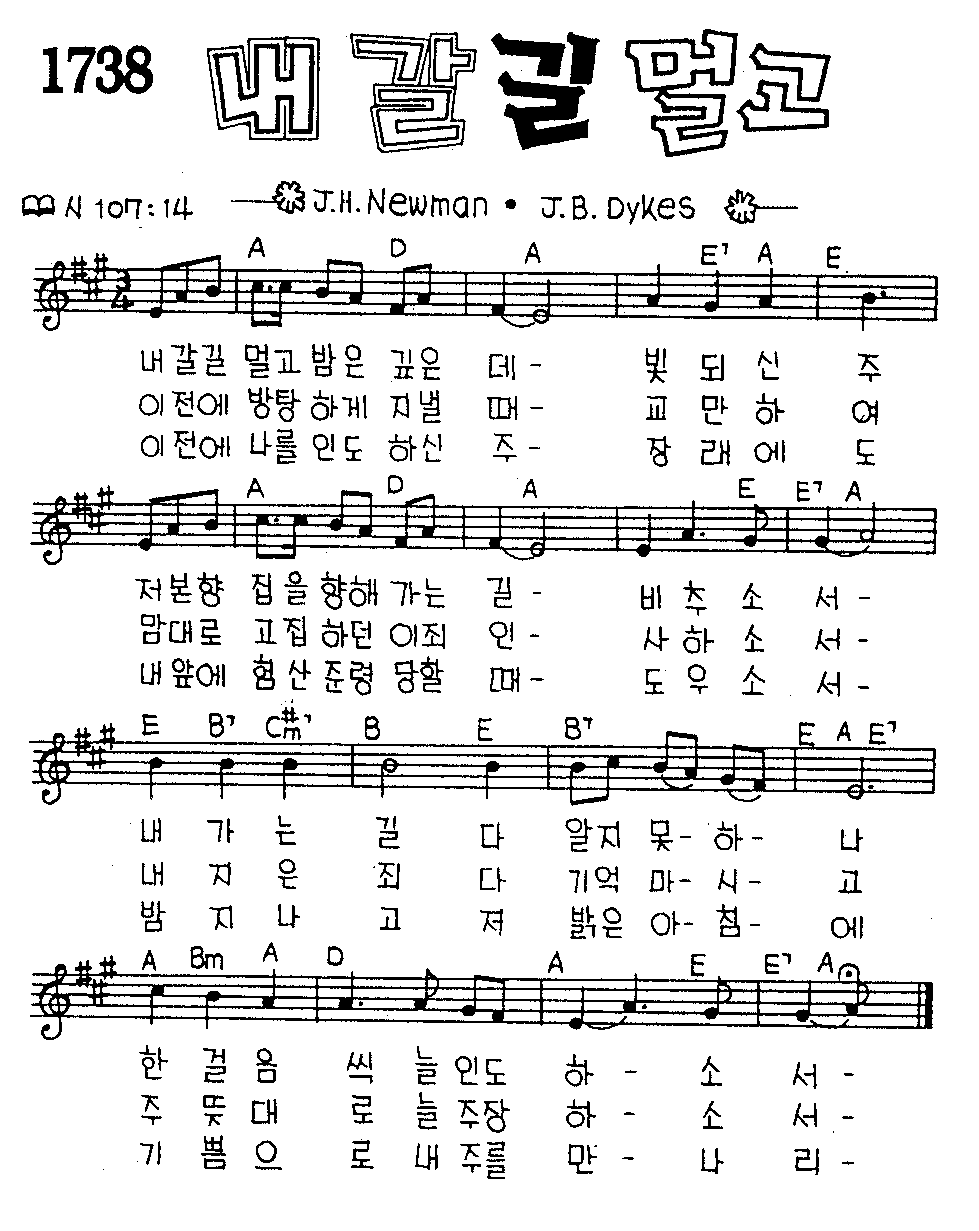 1738 내 갈 길 멀고
시 107:14 J.H.Newman • J.B.Dykes
A D A E7 A E
3/4
내 갈길 멀고 밤은 깊은 데- 빛 되 신 주
이전에 방탕 하게 지낼 때- 교 만 하 여
이전에 나를 인도 하신 주- 장 래 에 도
A D A E E7 A
저본향 집을 향해 가는 길- 비 추 소 서-
맘대로 고집 하던 이죄 인- 사 하 소 서-
내앞에 험산 준령 당할 때- 도 우 소 서-
E B7 C#m7 B E B7 E A E7
내 가 는 길 다 알지 못- 하- 나
내 지 은 죄 다 기억 마- 시- 고
밤 지 나 고 저 밝은 아- 침- 에
A Bm A D A E E7 A
한 걸 음 씩 늘 인도 하 - 소 서 -
주 뜻 대 로 늘 주장 하 - 소 서 -
기 쁨 으 로 내 주를 만 - 나 리 -